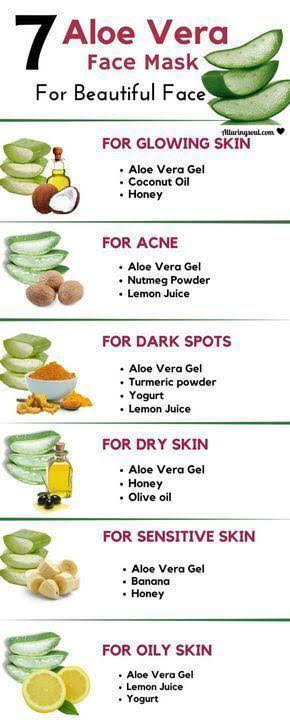 7 Aloe Vera
Face Mask
For Beautiful Face
Alluringsoul.com
FOR GLOWING SKIN
• Aloe Vera Gel
• Coconut Oil
• Honey
FOR ACNE
• Aloe Vera Gel
• Nutmeg Powder
• Lemon Juice
FOR DARK SPOTS
• Aloe Vera Gel
• Turmeric powder
• Yogurt
• Lemon Juice
FOR DRY SKIN
• Aloe Vera Gel
• Honey
• Olive oil
FOR SENSITIVE SKIN
• Aloe Vera Gel
• Banana
• Honey
FOR OILY SKIN
• Aloe Vera Gel
• Lemon Juice
• Yogurt